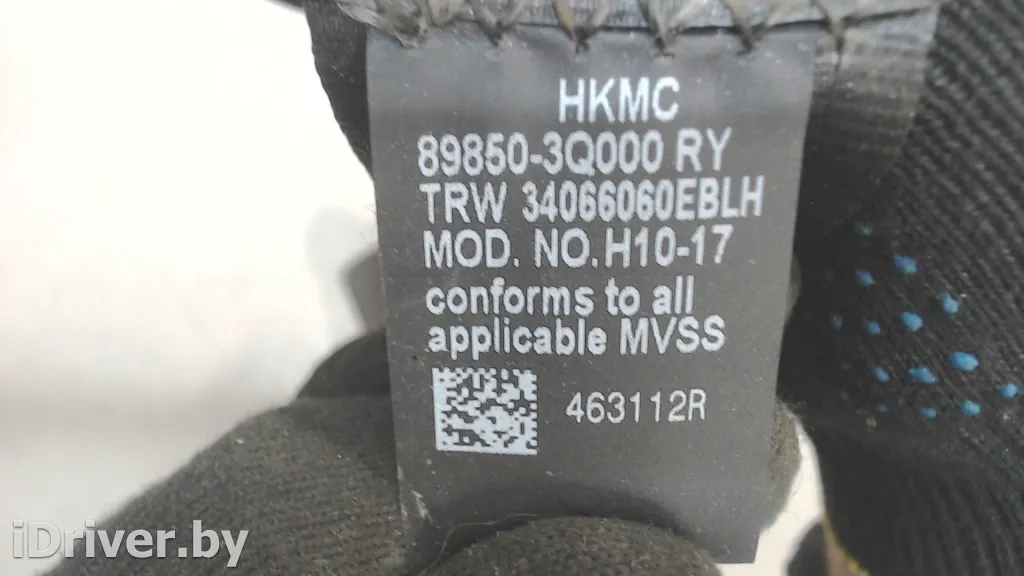 HKMC
89850-3Q000 RY
TRW 34066060EBLH
MOD. NO.H10-17
conforms to all
applicable MVSS
463112R
iDriver.by